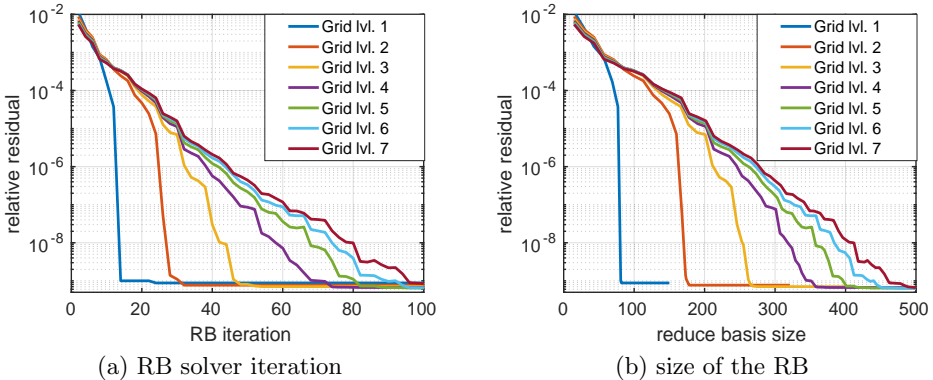 10^-2
10^-4
10^-6
10^-8
relative residual
0 20 40 60 80 100
RB iteration
Grid lvl. 1
Grid lvl. 2
Grid lvl. 3
Grid lvl. 4
Grid lvl. 5
Grid lvl. 6
Grid lvl. 7
(a) RB solver iteration
10^-2
10^-4
10^-6
10^-8
relative residual
0 100 200 300 400 500
reduce basis size
Grid lvl. 1
Grid lvl. 2
Grid lvl. 3
Grid lvl. 4
Grid lvl. 5
Grid lvl. 6
Grid lvl. 7
(b) size of the RB